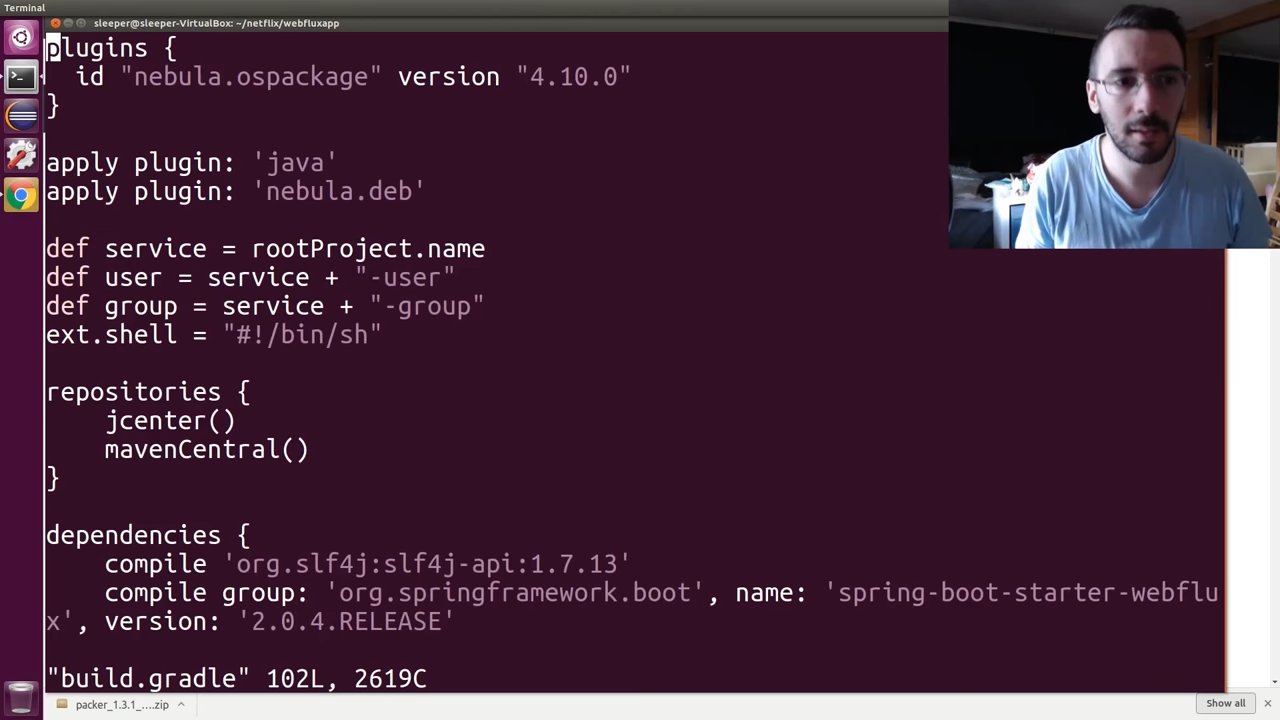 Terminal
sleeper@sleeper-VirtualBox: ~/netflix/webfluxapp
plugins {
id "nebula.ospackage" version "4.10.0"
}
apply plugin: 'java'
apply plugin: 'nebula.deb'
def service = rootProject.name
def user = service + "-user"
def group = service + "-group"
ext.shell = "#!/bin/sh"
repositories {
jcenter()
mavenCentral()
}
dependencies {
compile 'org.slf4j:slf4j-api:1.7.13'
compile group: 'org.springframework.boot', name: 'spring-boot-starter-webflu
x', version: '2.0.4.RELEASE'
"build.gradle" 102L, 2619C
packer_1.3.1_....zip
Show all